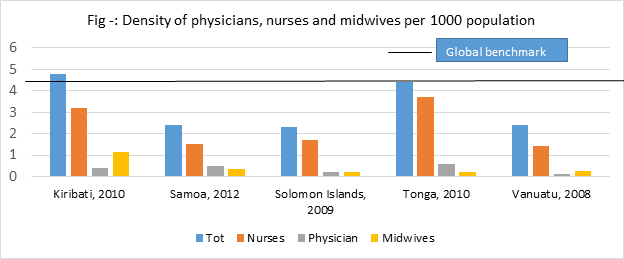 Fig -: Density of physicians, nurses and midwives per 1000 population
Global benchmark
6
5
4
3
2
1
0
Kiribati, 2010
Samoa, 2012
Solomon Islands,
2009
Tonga, 2010
Vanuatu, 2008
Tot Nurses Physician Midwives